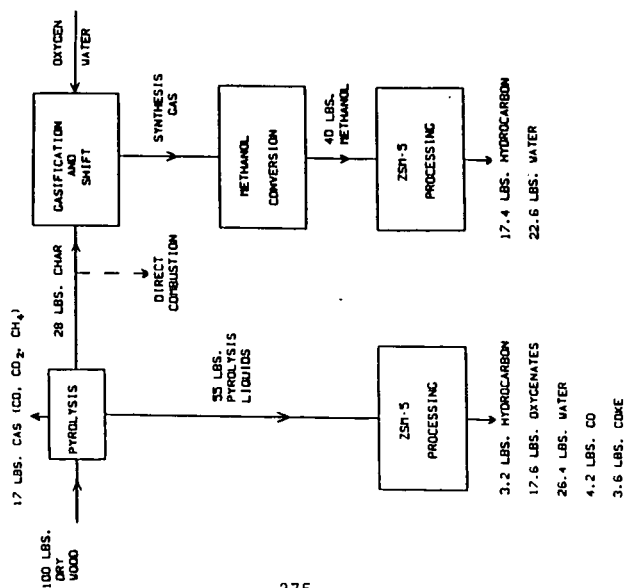 100 LBS.
DRY
WOOD
PYROLYSIS
17 LBS. GAS (CO, CO₂, CH₄)
28 LBS. CHAR
DIRECT
COMBUSTION
GASIFICATION
AND
SHIFT
OXYGEN
WATER
SYNTHESIS
GAS
METHANOL
CONVERSION
40 LBS.
METHANOL
ZSM-5
PROCESSING
17.4 LBS. HYDROCARBON
22.6 LBS. WATER
55 LBS.
PYROLYSIS
LIQUIDS
ZSM-5
PROCESSING
3.2 LBS. HYDROCARBON
17.6 LBS. OXYGENATES
26.4 LBS. WATER
4.2 LBS. CO
3.6 LBS. COKE
275